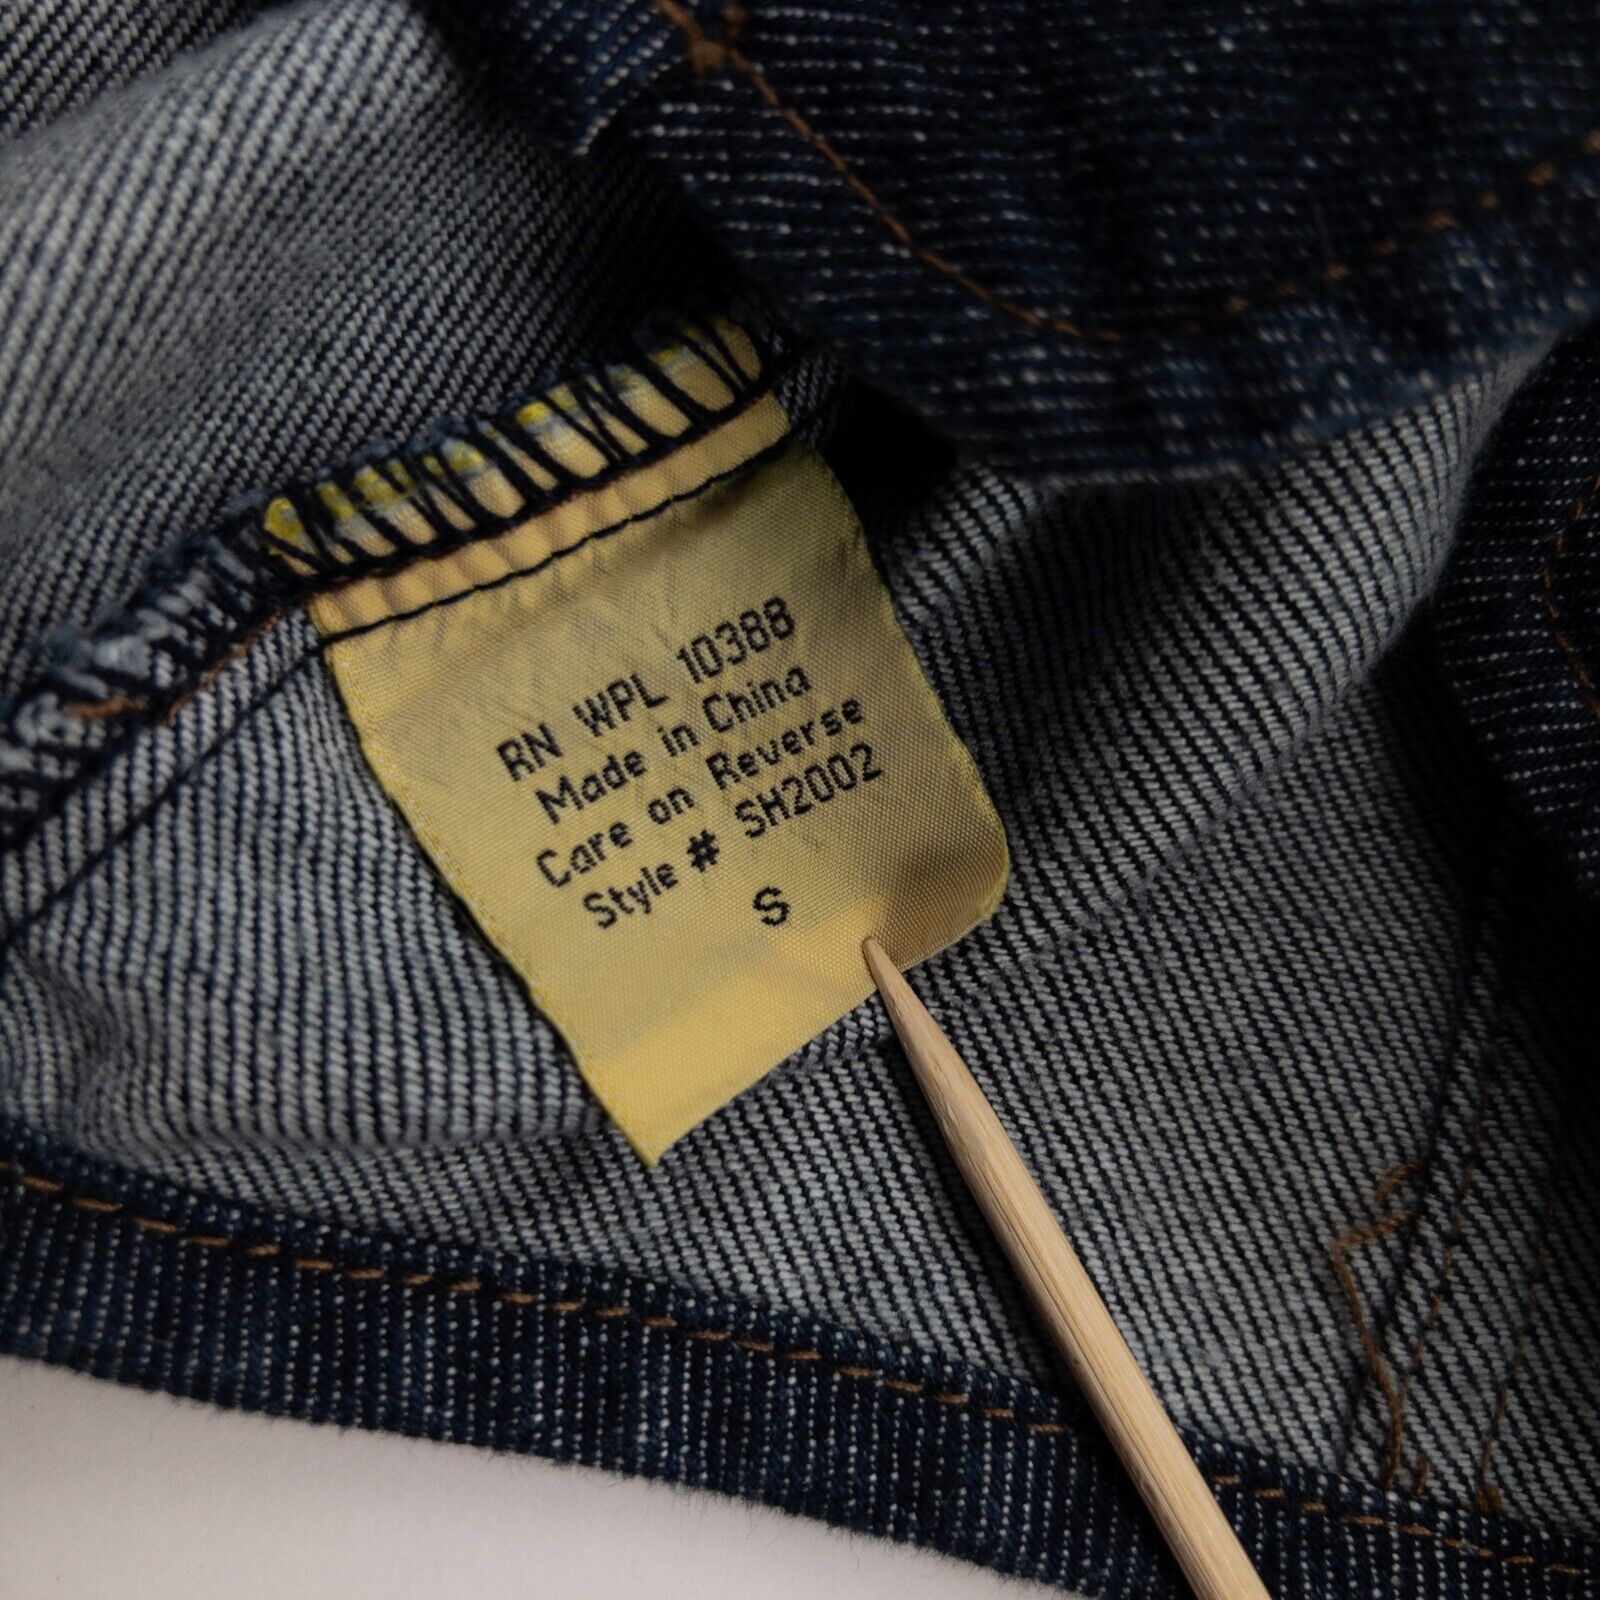 RN WPL 10388
Made in China
Care on Reverse
Style # SH2002
S